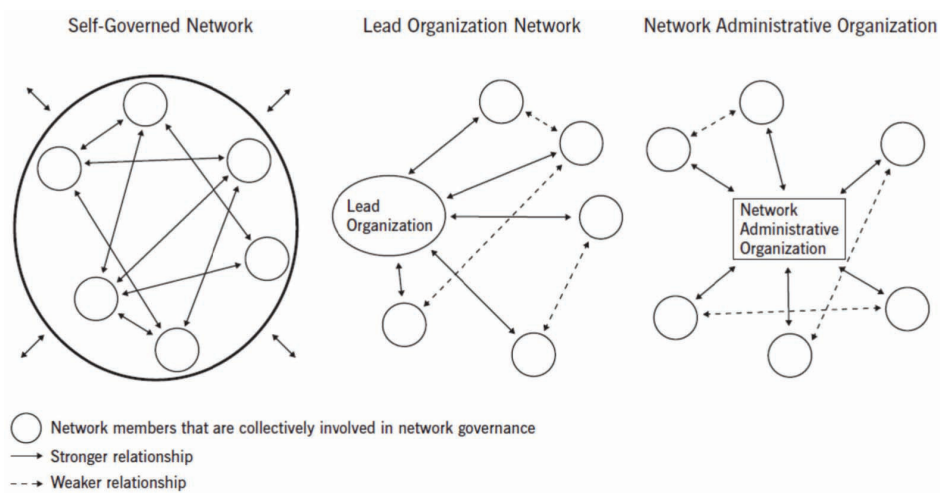 Self-Governed Network
Lead Organization Network
Network Administrative Organization
Lead
Organization
Network
Administrative
Organization
Network members that are collectively involved in network governance
Stronger relationship
Weaker relationship